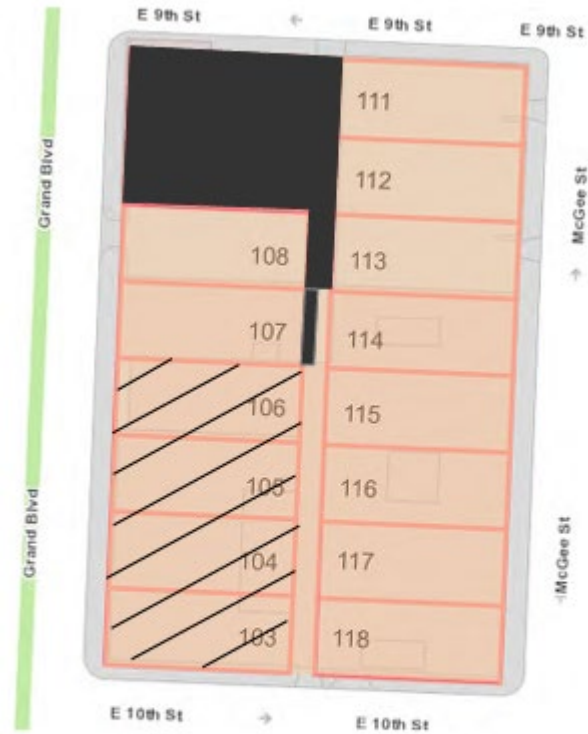 E 9th St ← E 9th St E 9th St
111
112
Grand Blvd McGee St
108 113
107 114
106 115
105 116
104 117
Grand Blvd McGee St
103 118
E 10th St → E 10th St